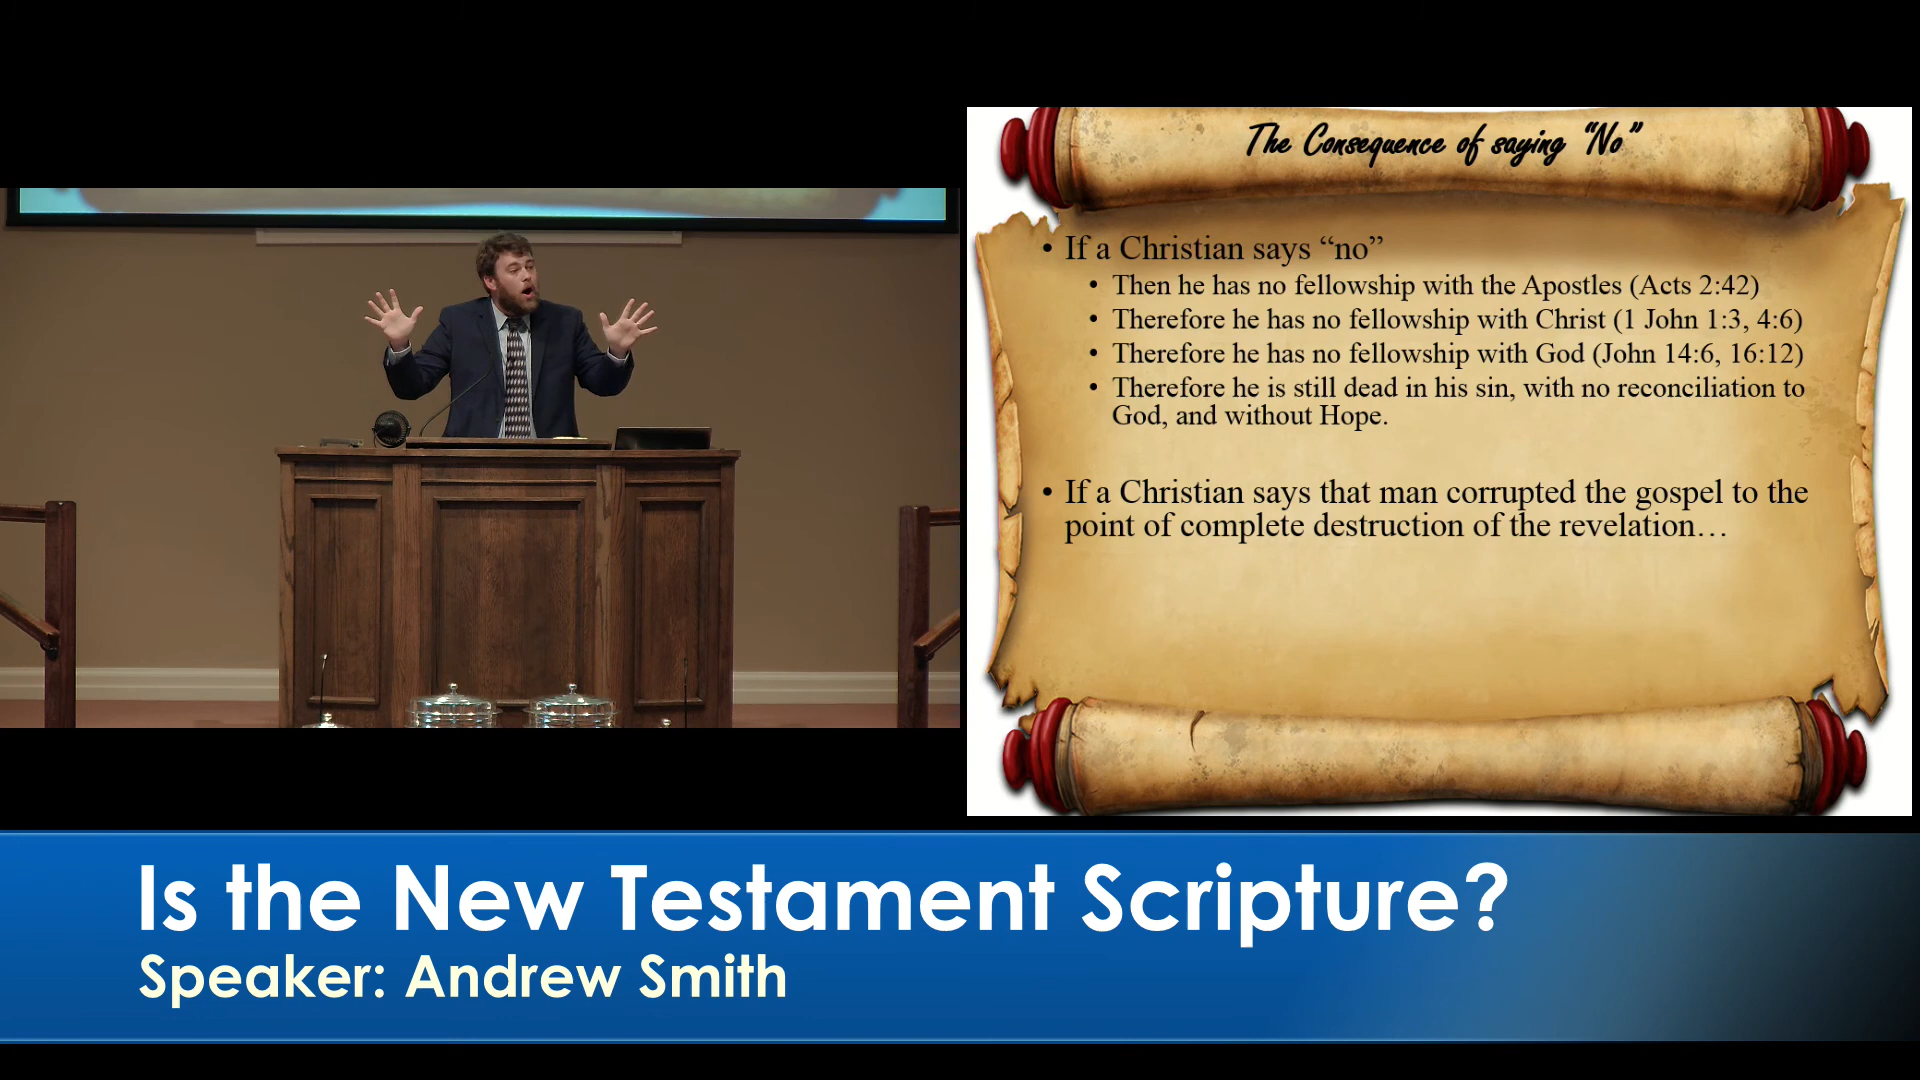 The Consequence of saying “No”
• If a Christian says “no”
• Then he has no fellowship with the Apostles (Acts 2:42)
• Therefore he has no fellowship with Christ (1 John 1:3, 4:6)
• Therefore he has no fellowship with God (John 14:6, 16:12)
• Therefore he is still dead in his sin, with no reconciliation to
God, and without Hope.
• If a Christian says that man corrupted the gospel to the
point of complete destruction of the revelation…
Is the New Testament Scripture?
Speaker: Andrew Smith